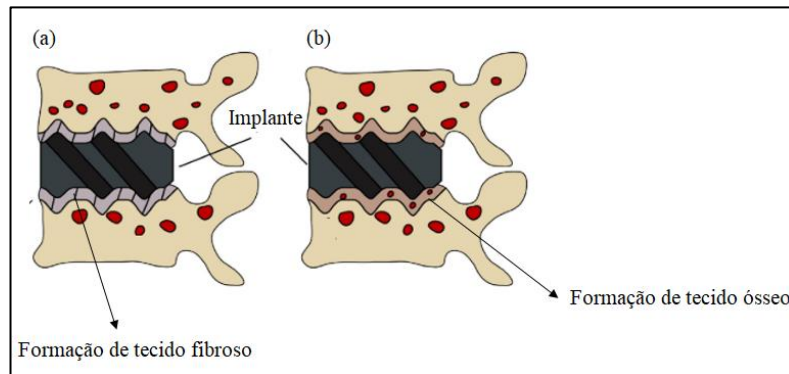 (a)
(b)
Implante
Formação de tecido ósseo
Formação de tecido fibroso